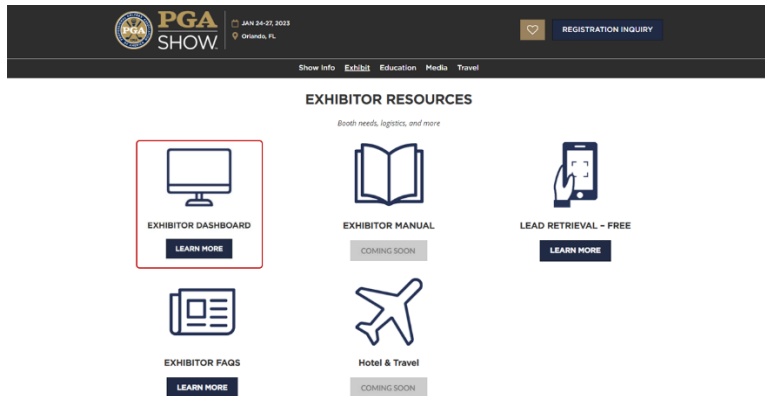 PGA
SHOW
JAN 24-27, 2023
Orlando, FL
REGISTRATION INQUIRY
Show Info Exhibit Education Media Travel
EXHIBITOR RESOURCES
Booth needs, logistics, and more
EXHIBITOR DASHBOARD
LEARN MORE
EXHIBITOR MANUAL
COMING SOON
LEAD RETRIEVAL – FREE
LEARN MORE
EXHIBITOR FAQS
LEARN MORE
Hotel & Travel
COMING SOON